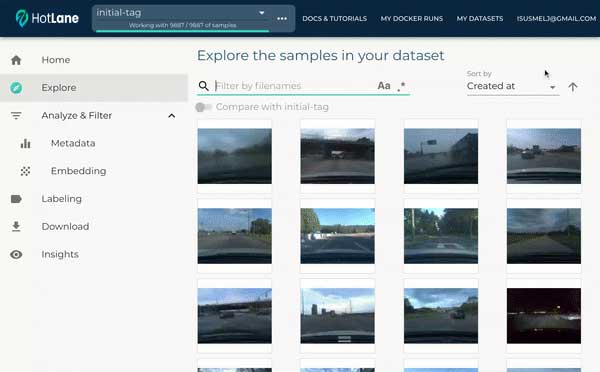 HotLane
initial-tag
Working with 9887 / 9887 of samples
DOCS & TUTORIALS
MY DOCKER RUNS
MY DATASETS
ISUSMELJ@GMAIL.COM
Home
Explore
Analyze & Filter
Metadata
Embedding
Labeling
Download
Insights
Explore the samples in your dataset
Filter by filenames
Aa
.*
Sort by
Created at
Compare with initial-tag